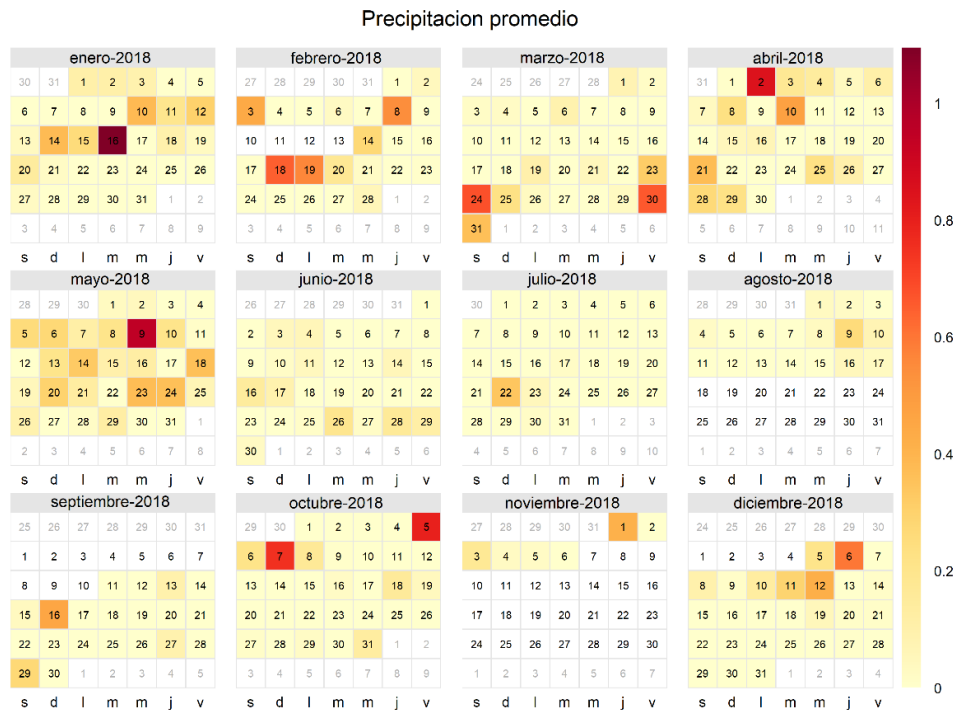 Precipitacion promedio
enero-2018
30 31 1 2 3 4 5
6 7 8 9 10 11 12
13 14 15 16 17 18 19
20 21 22 23 24 25 26
27 28 29 30 31 1 2
3 4 5 6 7 8 9
s d l m m j v
febrero-2018
27 28 29 30 31 1 2
3 4 5 6 7 8 9
10 11 12 13 14 15 16
17 18 19 20 21 22 23
24 25 26 27 28 1 2
3 4 5 6 7 8 9
s d l m m j v
marzo-2018
24 25 26 27 28 1 2
3 4 5 6 7 8 9
10 11 12 13 14 15 16
17 18 19 20 21 22 23
24 25 26 27 28 29 30
31 1 2 3 4 5 6
s d l m m j v
abril-2018
31 1 2 3 4 5 6
7 8 9 10 11 12 13
14 15 16 17 18 19 20
21 22 23 24 25 26 27
28 29 30 1 2 3 4
5 6 7 8 9 10 11
s d l m m j v
mayo-2018
28 29 30 1 2 3 4
5 6 7 8 9 10 11
12 13 14 15 16 17 18
19 20 21 22 23 24 25
26 27 28 29 30 31 1
2 3 4 5 6 7 8
s d l m m j v
junio-2018
26 27 28 29 30 31 1
2 3 4 5 6 7 8
9 10 11 12 13 14 15
16 17 18 19 20 21 22
23 24 25 26 27 28 29
30 1 2 3 4 5 6
s d l m m j v
julio-2018
30 1 2 3 4 5 6
7 8 9 10 11 12 13
14 15 16 17 18 19 20
21 22 23 24 25 26 27
28 29 30 31 1 2 3
4 5 6 7 8 9 10
s d l m m j v
agosto-2018
28 29 30 31 1 2 3
4 5 6 7 8 9 10
11 12 13 14 15 16 17
18 19 20 21 22 23 24
25 26 27 28 29 30 31
1 2 3 4 5 6 7
s d l m m j v
septiembre-2018
25 26 27 28 29 30 31
1 2 3 4 5 6 7
8 9 10 11 12 13 14
15 16 17 18 19 20 21
22 23 24 25 26 27 28
29 30 1 2 3 4 5
s d l m m j v
octubre-2018
29 30 1 2 3 4 5
6 7 8 9 10 11 12
13 14 15 16 17 18 19
20 21 22 23 24 25 26
27 28 29 30 31 1 2
3 4 5 6 7 8 9
s d l m m j v
noviembre-2018
27 28 29 30 31 1 2
3 4 5 6 7 8 9
10 11 12 13 14 15 16
17 18 19 20 21 22 23
24 25 26 27 28 29 30
1 2 3 4 5 6 7
s d l m m j v
diciembre-2018
24 25 26 27 28 29 30
1 2 3 4 5 6 7
8 9 10 11 12 13 14
15 16 17 18 19 20 21
22 23 24 25 26 27 28
29 30 31 1 2 3 4
s d l m m j v
1
0.8
0.6
0.4
0.2
0